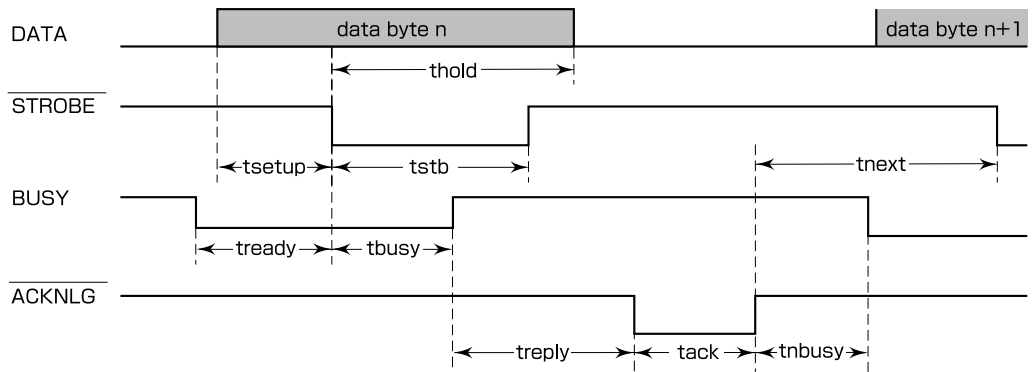 DATA data byte n data byte n+1
thold
STROBE
tsetup tstb tnext
BUSY
tready tbusy
ACKNLG
treply tack tnbusy